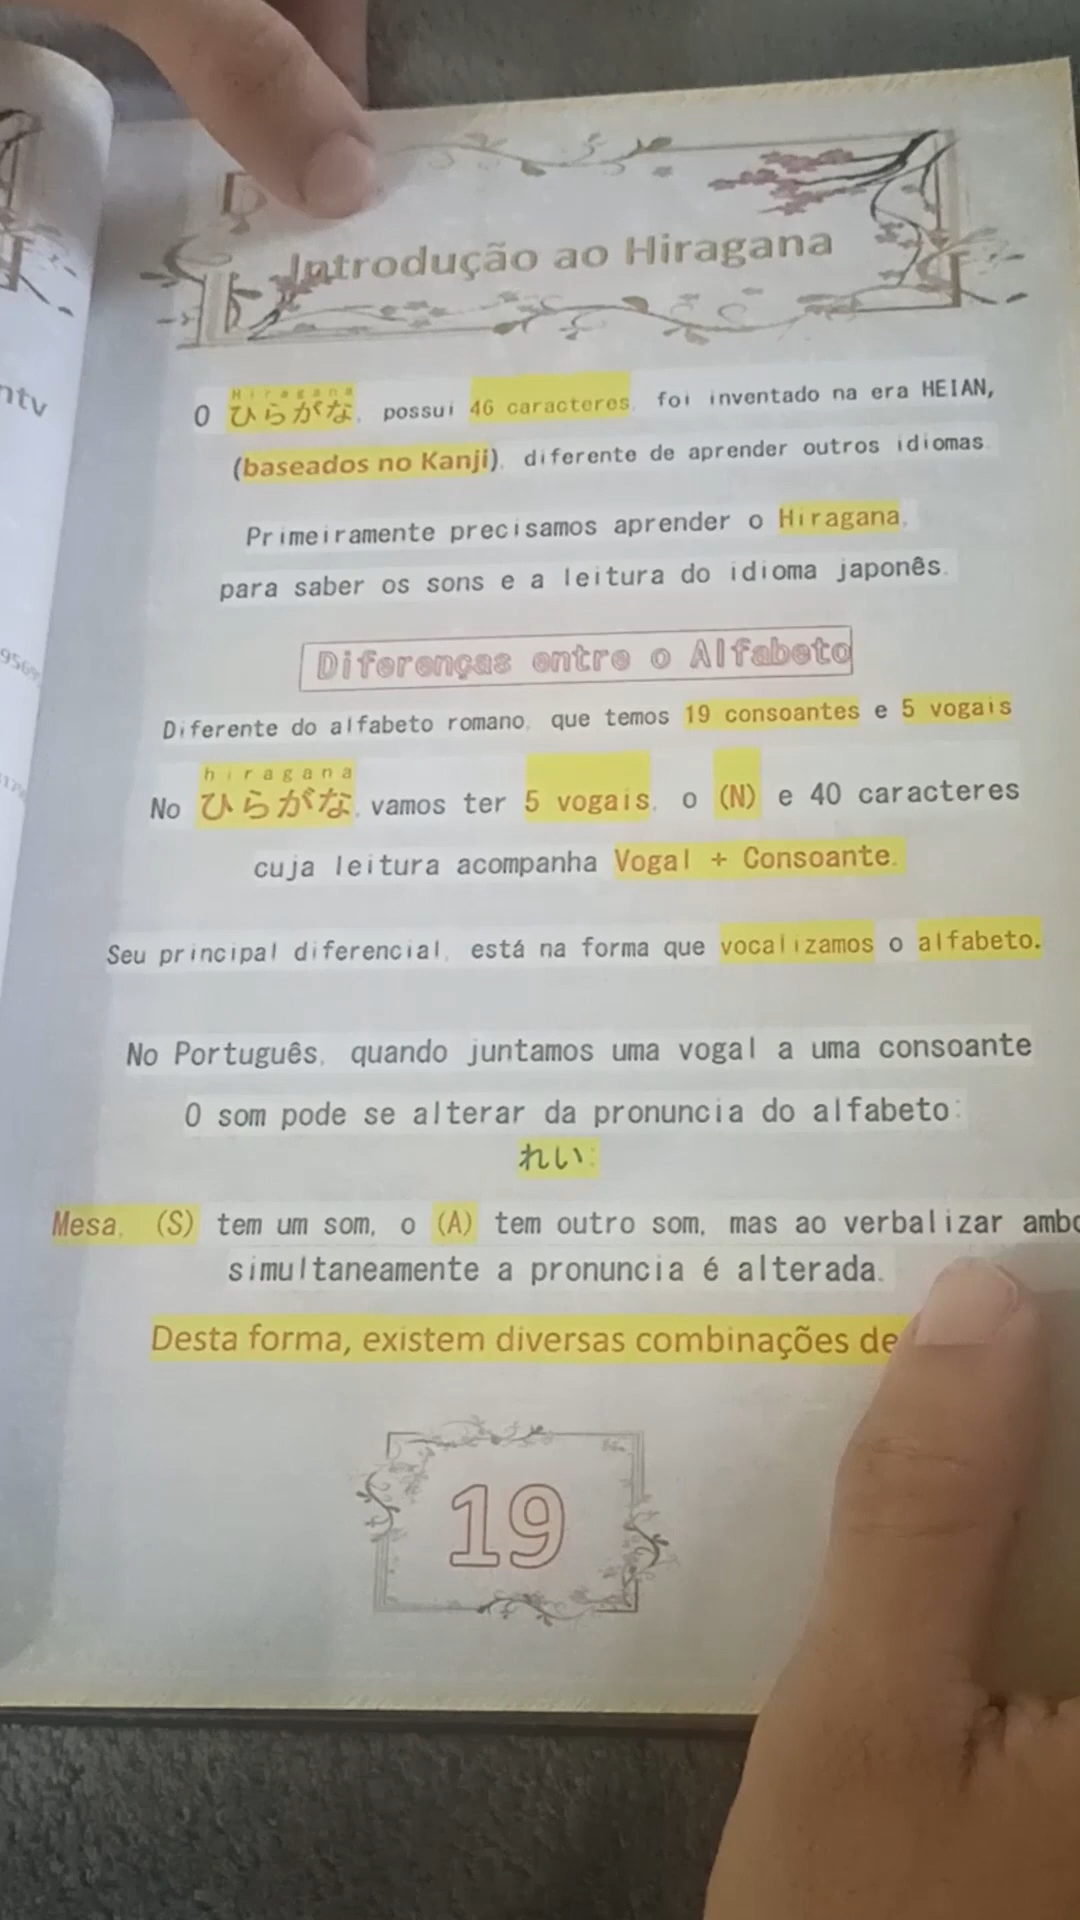 Introdução ao Hiragana
Hiragana
O ひらがな, possui 46 caracteres, foi inventado na era HEIAN,
(baseados no Kanji), diferente de aprender outros idiomas.
Primeiramente precisamos aprender o Hiragana,
para saber os sons e a leitura do idioma japonês.
Diferenças entre o Alfabeto
Diferente do alfabeto romano, que temos 19 consoantes e 5 vogais
hiragana
No ひらがな, vamos ter 5 vogais, o (N) e 40 caracteres
cuja leitura acompanha Vogal + Consoante.
Seu principal diferencial, está na forma que vocalizamos o alfabeto.
No Português, quando juntamos uma vogal a uma consoante
O som pode se alterar da pronuncia do alfabeto:
れい:
Mesa, (S) tem um som, o (A) tem outro som, mas ao verbalizar
simultaneamente a pronuncia é alterada.
Desta forma, existem diversas combinações de
19